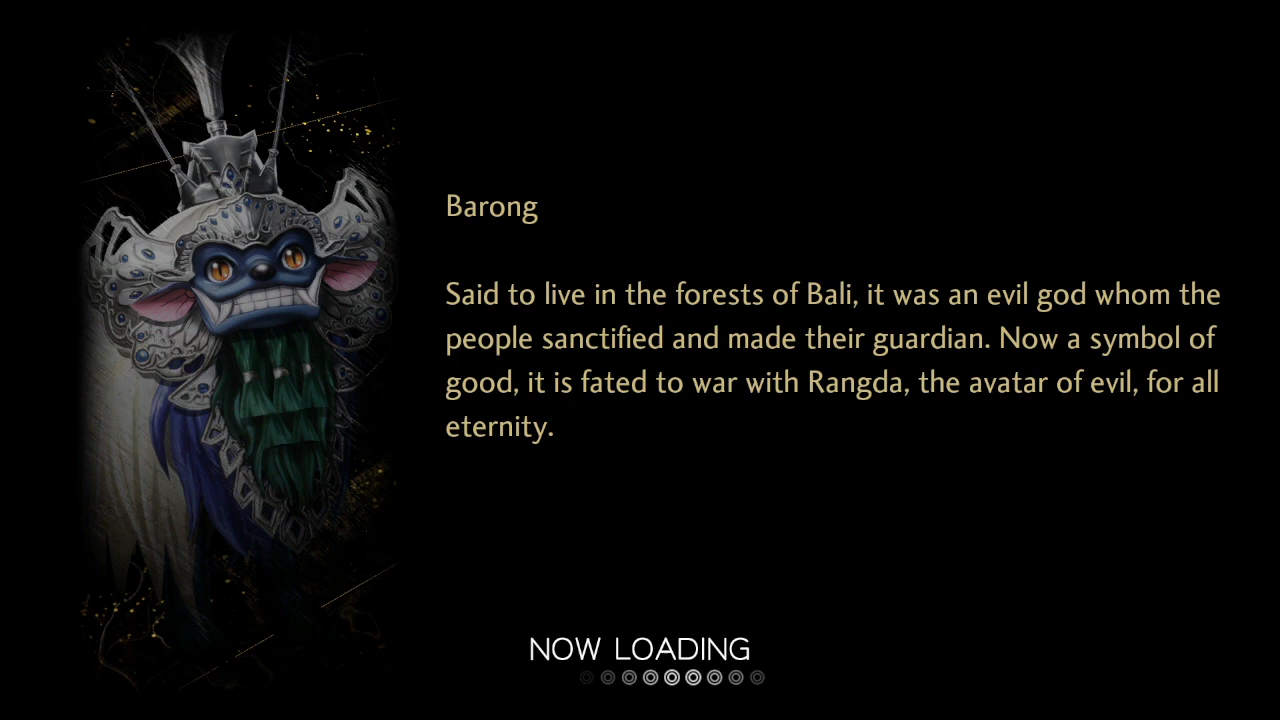 Barong
Said to live in the forests of Bali, it was an evil god whom the
people sanctified and made their guardian. Now a symbol of
good, it is fated to war with Rangda, the avatar of evil, for all
eternity.
NOW LOADING